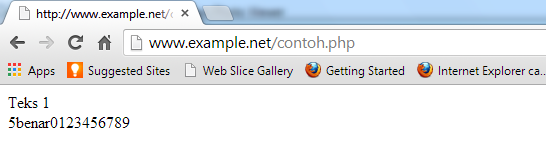 http://www.example.net/c
www.example.net/contoh.php
Apps Suggested Sites Web Slice Gallery Getting Started Internet Explorer ca...
Teks 1
5benar0123456789